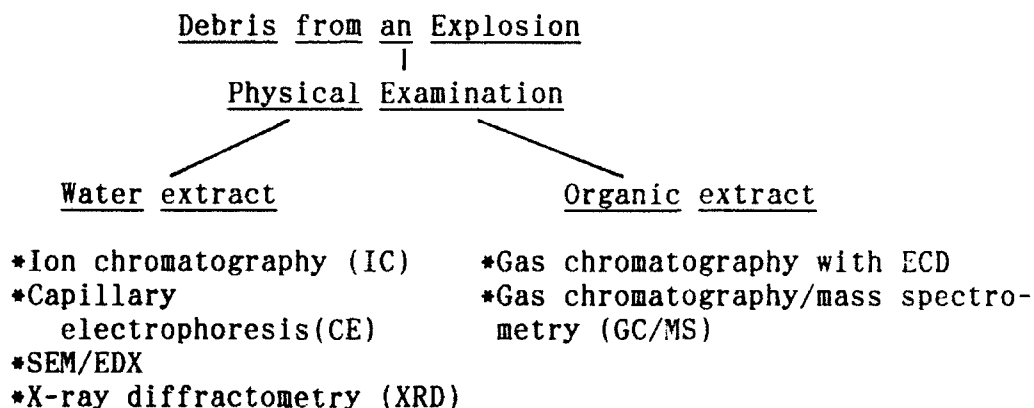 Debris from an Explosion
Physical Examination
Water extract
*Ion chromatography (IC)
*Capillary
electrophoresis(CE)
*SEM/EDX
*X-ray diffractometry (XRD)
Organic extract
*Gas chromatography with ECD
*Gas chromatography/mass spectro-
metry (GC/MS)